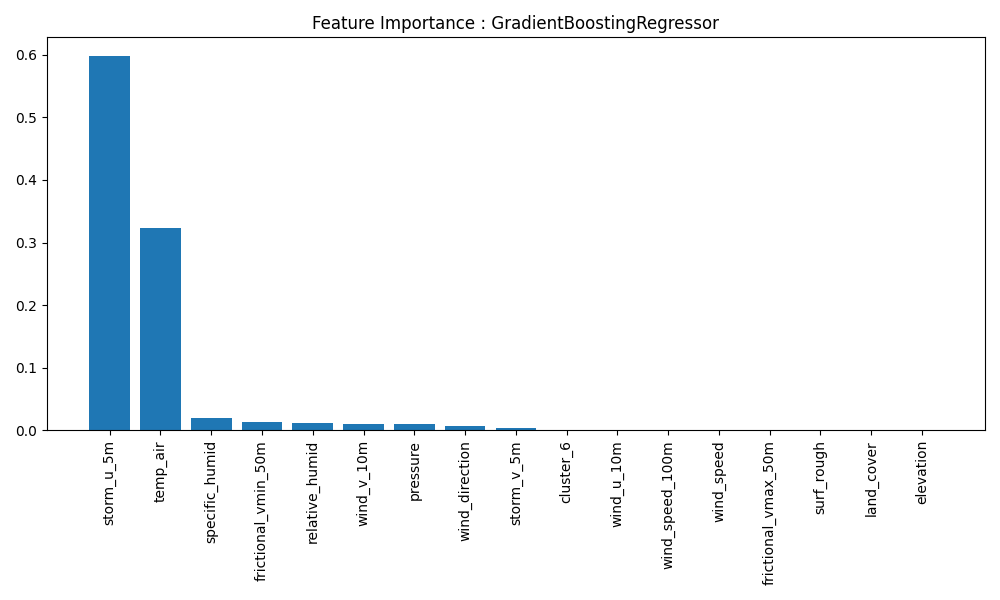 Feature Importance : GradientBoostingRegressor
0.6
0.5
0.4
0.3
0.2
0.1
0.0
storm_u_5m
temp_air
specific_humid
frictional_vmin_50m
relative_humid
wind_v_10m
pressure
wind_direction
storm_v_5m
cluster_6
wind_u_10m
wind_speed_100m
wind_speed
frictional_vmax_50m
surf_rough
land_cover
elevation